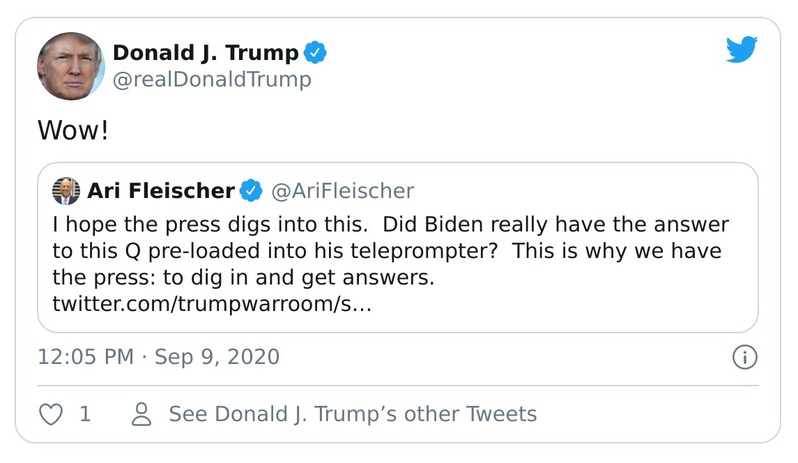 Donald J. Trump
@realDonaldTrump
Wow!
Ari Fleischer @AriFleischer
I hope the press digs into this.  Did Biden really have the answer
to this Q pre-loaded into his teleprompter?  This is why we have
the press: to dig in and get answers.
twitter.com/trumpwarroom/s…
12:05 PM · Sep 9, 2020
1 See Donald J. Trump’s other Tweets